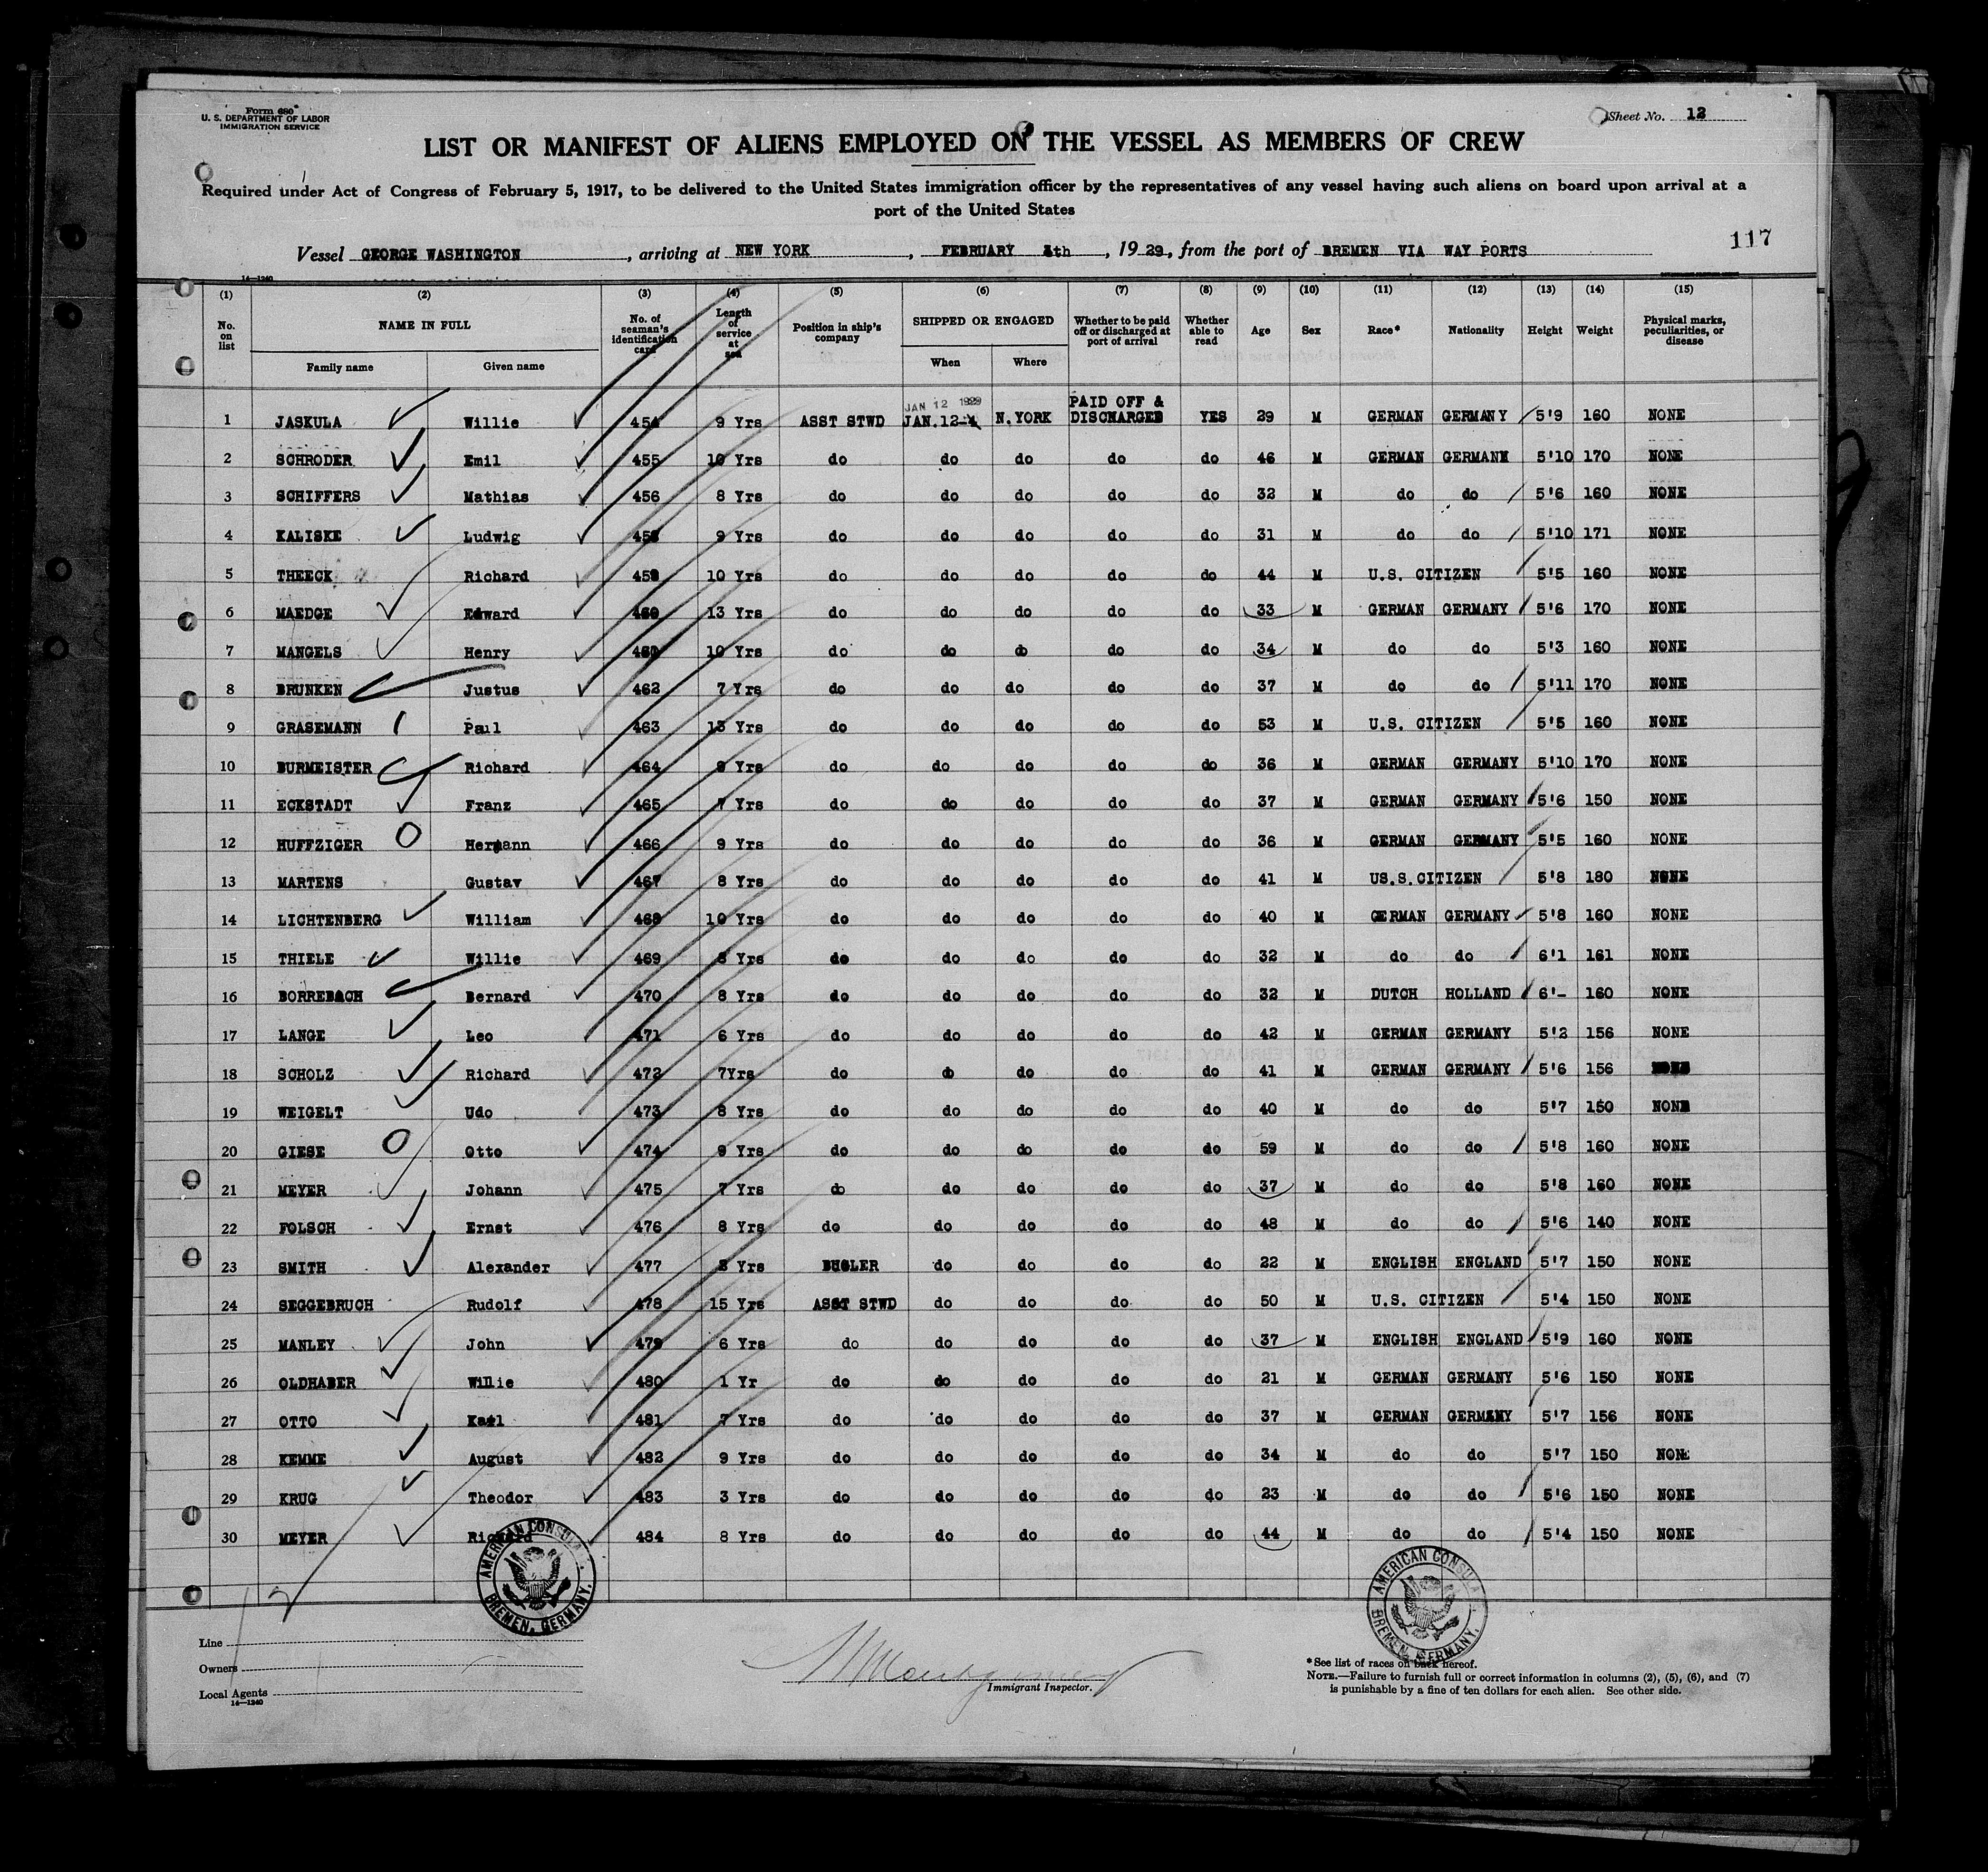 Form 680
U. S. DEPARTMENT OF LABOR
IMMIGRATION SERVICE
Sheet No. 12
LIST OR MANIFEST OF ALIENS EMPLOYED ON THE VESSEL AS MEMBERS OF CREW
Required under Act of Congress of February 5, 1917, to be delivered to the United States immigration officer by the representatives of any vessel having such aliens on board upon arrival at a
port of the United States
Vessel GEORGE WASHINGTON, arriving at NEW YORK, FEBRUARY 4th, 1929, from the port of BREMEN VIA WAY PORTS
117
14—1240
(1) (2) (3) (4) (5) (6) (7) (8) (9) (10) (11) (12) (13) (14) (15)
No. on list NAME IN FULL No. of seaman's identification card Length of service at sea Position in ship's company SHIPPED OR ENGAGED Whether to be paid off or discharged at port of arrival Whether able to read Age Sex Race* Nationality Height Weight Physical marks, peculiarities, or disease
Family name Given name When Where
JAN 12 1929 PAID OFF &
1 JASKULA Willie 454 9 Yrs ASST STWD JAN.12- N.YORK DISCHARGED YES 29 M GERMAN GERMANY 5'9 160 NONE
2 SCHRODER Emil 455 10 Yrs do do do do do 46 M GERMAN GERMANY 5'10 170 NONE
3 SCHIFFERS Mathias 456 8 Yrs do do do do do 32 M do do 5'6 160 NONE
4 KALISKE Ludwig 9 Yrs do do do do do 31 M do do 5'10 171 NONE
5 THEECK Richard 10 Yrs do do do do do 44 M U.S. CITIZEN 5'5 160 NONE
6 MAEDGE Edward 460 13 Yrs do do do do do 33 M GERMAN GERMANY 5'6 170 NONE
7 MANGELS Henry 10 Yrs do do do do do 34 M do do 5'3 160 NONE
8 BRUNKEN Justus 462 7 Yrs do do do do do 37 M do do 5'11 170 NONE
9 GRASEMANN Paul 463 13 Yrs do do do do do 53 M U.S. CITIZEN 5'5 160 NONE
10 BURMEISTER Richard 464 9 Yrs do do do do do 36 M GERMAN GERMANY 5'10 170 NONE
11 ECKSTADT Franz 465 7 Yrs do do do do do 37 M GERMAN GERMANY 5'6 150 NONE
12 HUFFZIGER Hermann 466 9 Yrs do do do do do 36 M GERMAN GERMANY 5'5 160 NONE
13 MARTENS Gustav 467 8 Yrs do do do do do 41 M US.S.CITIZEN 5'8 180 NONE
14 LICHTENBERG William 468 10 Yrs do do do do do 40 M GERMAN GERMANY 5'8 160 NONE
15 THIELE Willie 469 8 Yrs do do do do do 32 M do do 6'1 161 NONE
16 BORREBACH Bernard 470 8 Yrs do do do do do 32 M DUTCH HOLLAND 6'- 160 NONE
17 LANGE Leo 471 6 Yrs do do do do do 42 M GERMAN GERMANY 5'2 156 NONE
18 SCHOLZ Richard 472 7Yrs do do do do do 41 M GERMAN GERMANY 5'6 156 NONE
19 WEIGELT Udo 473 8 Yrs do do do do do 40 M do do 5'7 150 NONE
20 GIESE Otto 474 9 Yrs do do do do do 59 M do do 5'8 160 NONE
21 MEYER Johann 475 7 Yrs do do do do do 37 M do do 5'8 160 NONE
22 FOLSCH Ernst 476 8 Yrs do do do do do 48 M do do 5'6 140 NONE
23 SMITH Alexander 477 Yrs BUGLER do do do do 22 M ENGLISH ENGLAND 5'7 150 NONE
24 SEGGEBRUCH Rudolf 478 15 Yrs ASST STWD do do do do 50 M U.S. CITIZEN 5'4 150 NONE
25 MANLEY John 479 6 Yrs do do do do do 37 M ENGLISH ENGLAND 5'9 160 NONE
26 OLDHABER Willie 480 1 Yr do do do do do 21 M GERMAN GERMANY 5'6 150 NONE
27 OTTO Karl 481 7 Yrs do do do do do 37 M GERMAN GERMANY 5'7 156 NONE
28 KEMME August 482 9 Yrs do do do do do 34 M do do 5'7 150 NONE
29 KRUG Theodor 483 3 Yrs do do do do do 23 M do do 5'6 150 NONE
30 MEYER Richard 484 8 Yrs do do do do do 44 M do do 5'4 150 NONE
AMERICAN CONSULATE BREMEN, GERMANY.
AMERICAN CONSULATE BREMEN, GERMANY.
Line
Owners
Local Agents
14—1240
Montgomery
Immigrant Inspector.
*See list of races on back hereof.
NOTE.—Failure to furnish full or correct information in columns (2), (5), (6), and (7)
is punishable by a fine of ten dollars for each alien. See other side.